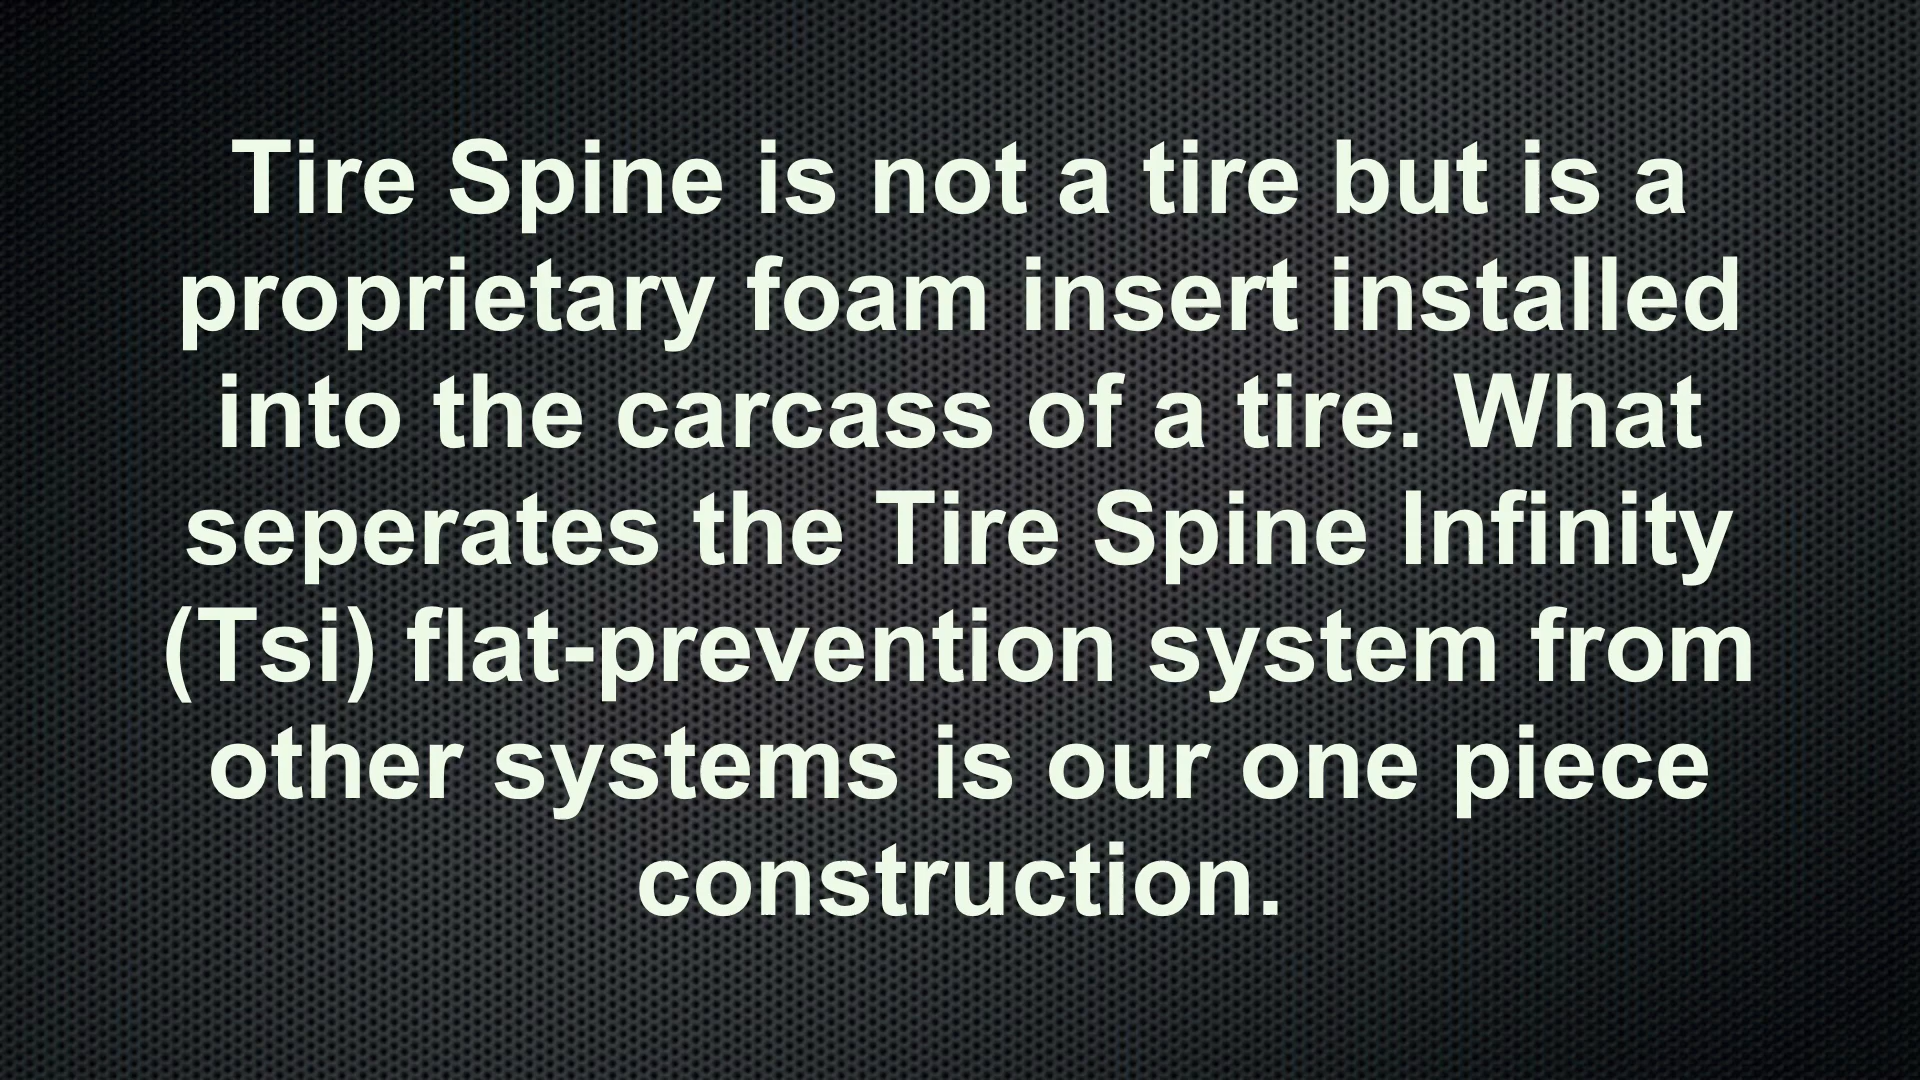 Tire Spine is not a tire but is a
proprietary foam insert installed
into the carcass of a tire. What
seperates the Tire Spine Infinity
(Tsi) flat-prevention system from
other systems is our one piece
construction.